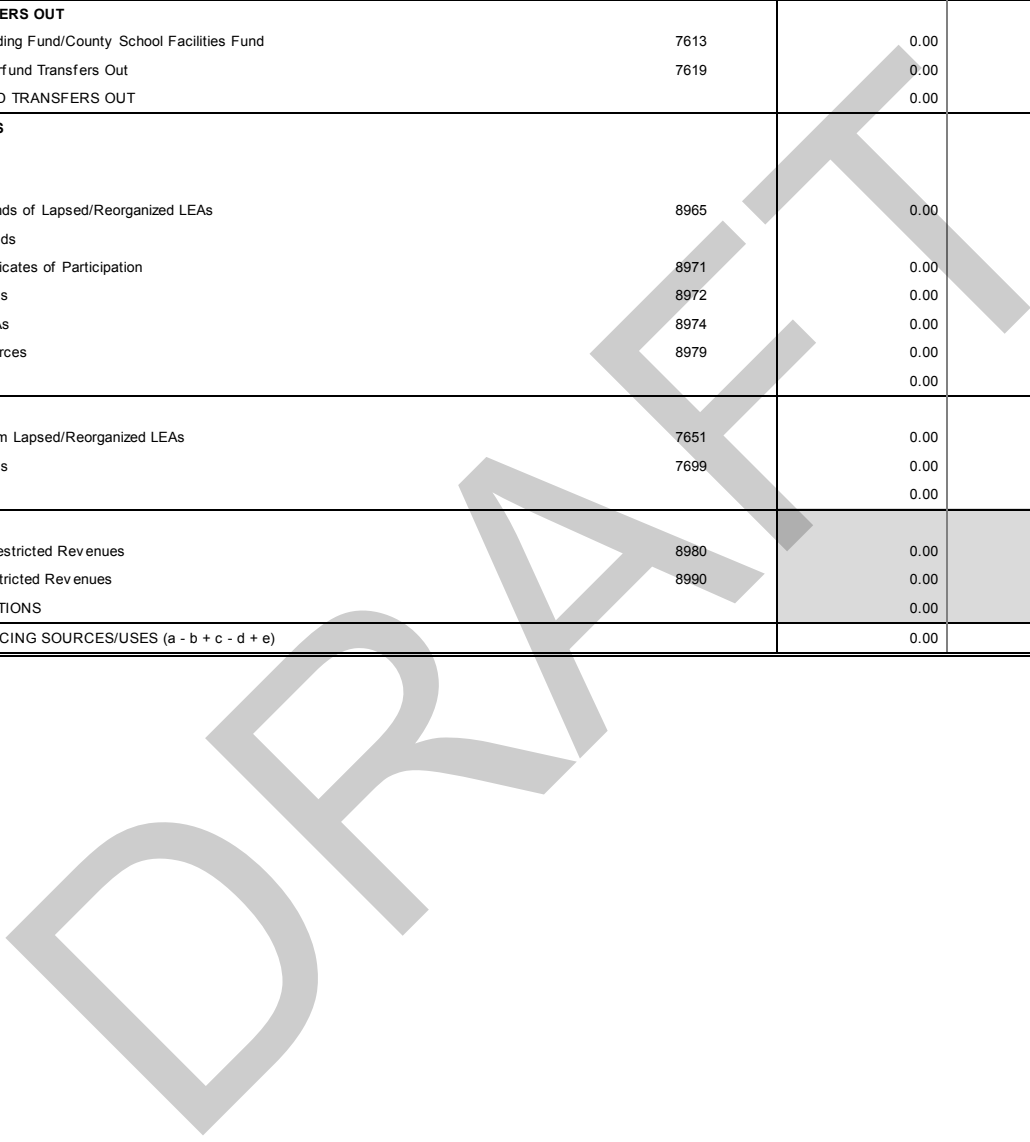 ERS OUT
ding Fund/County School Facilities Fund 7613 0.00
rfund Transfers Out 7619 0.00
D TRANSFERS OUT 0.00
S
nds of Lapsed/Reorganized LEAs 8965 0.00
ds
icates of Participation 8971 0.00
s 8972 0.00
As 8974 0.00
rces 8979 0.00
0.00
m Lapsed/Reorganized LEAs 7651 0.00
s 7699 0.00
0.00
estricted Revenues 8980 0.00
tricted Revenues 8990 0.00
TIONS 0.00
CING SOURCES/USES (a - b + c - d + e) 0.00
DRAFT